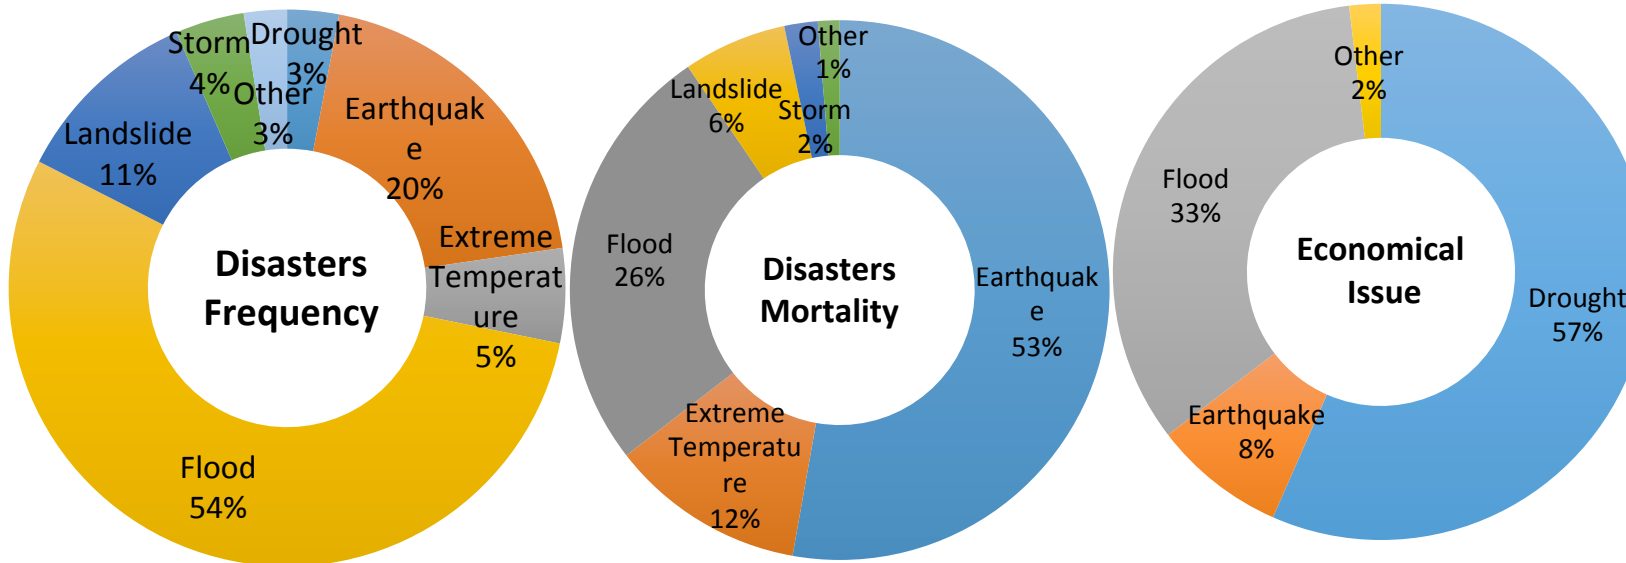 Storm
4%
Drought
3%
Other
3%
Earthquak
e
20%
Landslide
11%
Extreme
Temperat
ure
5%
Flood
54%
Disasters
Frequency
Other
1%
Landslide
6%
Storm
2%
Flood
26%
Earthquak
e
53%
Extreme
Temperatu
re
12%
Disasters
Mortality
Other
2%
Flood
33%
Drought
57%
Earthquake
8%
Economical
Issue